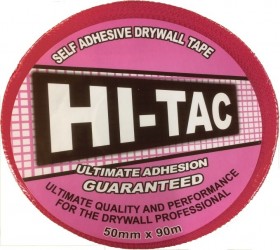 SELF ADHESIVE DRYWALL TAPE
HI-TAC
ULTIMATE ADHESION
GUARANTEED
ULTIMATE QUALITY AND PERFORMANCE
FOR THE DRYWALL PROFESSIONAL
50mm x 90m